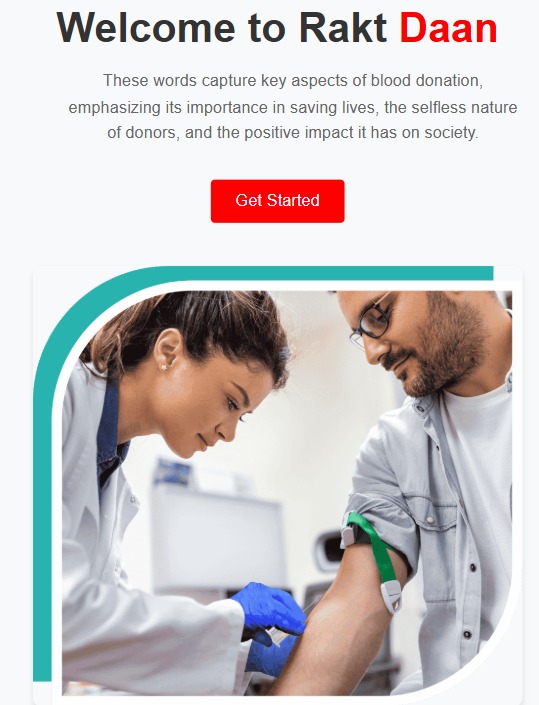 Welcome to Rakt Daan
These words capture key aspects of blood donation,
emphasizing its importance in saving lives, the selfless nature
of donors, and the positive impact it has on society.
Get Started